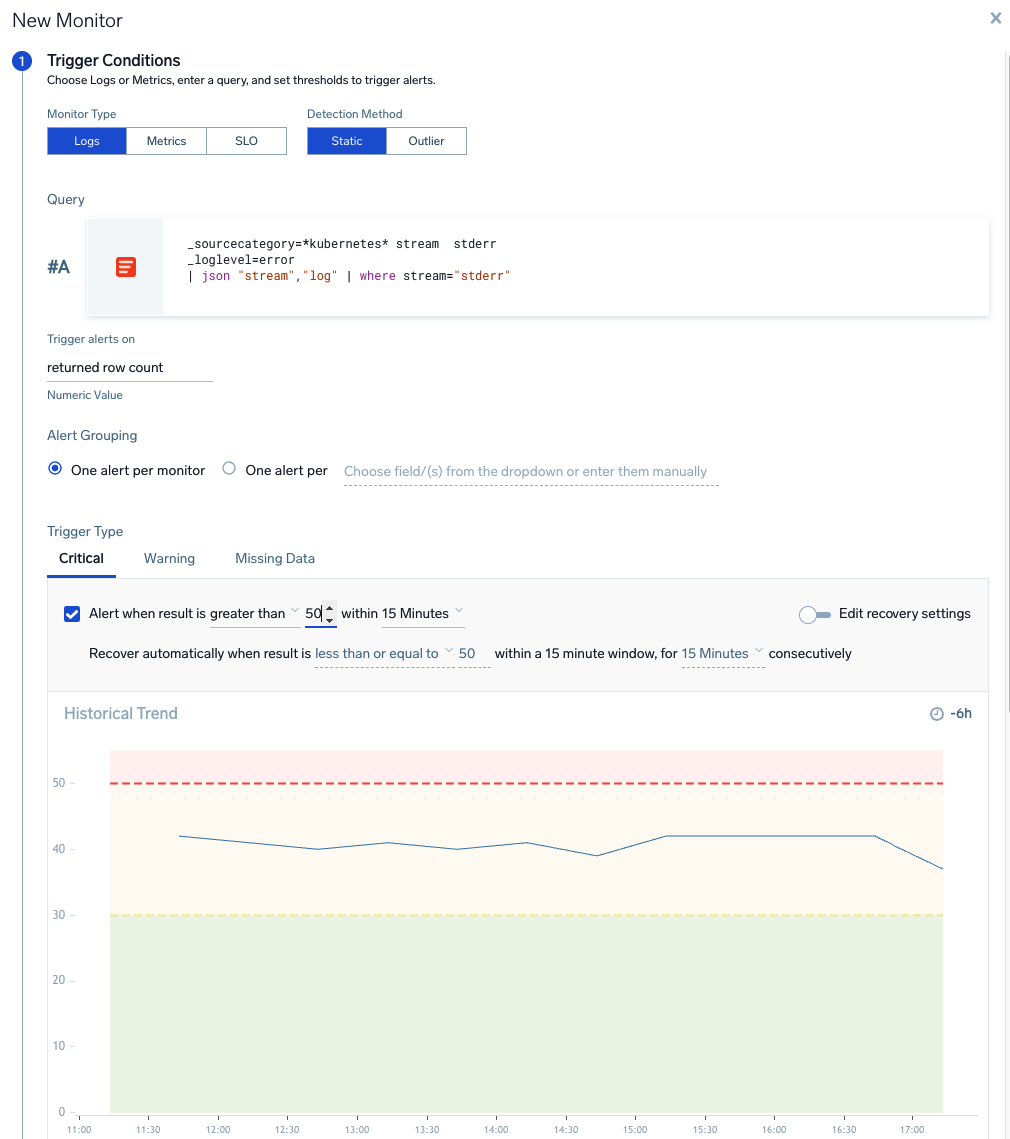 New Monitor
1 Trigger Conditions
Choose Logs or Metrics, enter a query, and set thresholds to trigger alerts.
Monitor Type Detection Method
Logs Metrics SLO Static Outlier
Query
#A
_sourcecategory=*kubernetes* stream  stderr
_loglevel=error
| json "stream","log" | where stream="stderr"
Trigger alerts on
returned row count
Numeric Value
Alert Grouping
One alert per monitor One alert per Choose field/(s) from the dropdown or enter them manually
Trigger Type
Critical Warning Missing Data
Alert when result is greater than 50 within 15 Minutes Edit recovery settings
Recover automatically when result is less than or equal to 50 within a 15 minute window, for 15 Minutes consecutively
Historical Trend -6h
50
40
30
20
10
0
11:00 11:30 12:00 12:30 13:00 13:30 14:00 14:30 15:00 15:30 16:00 16:30 17:00